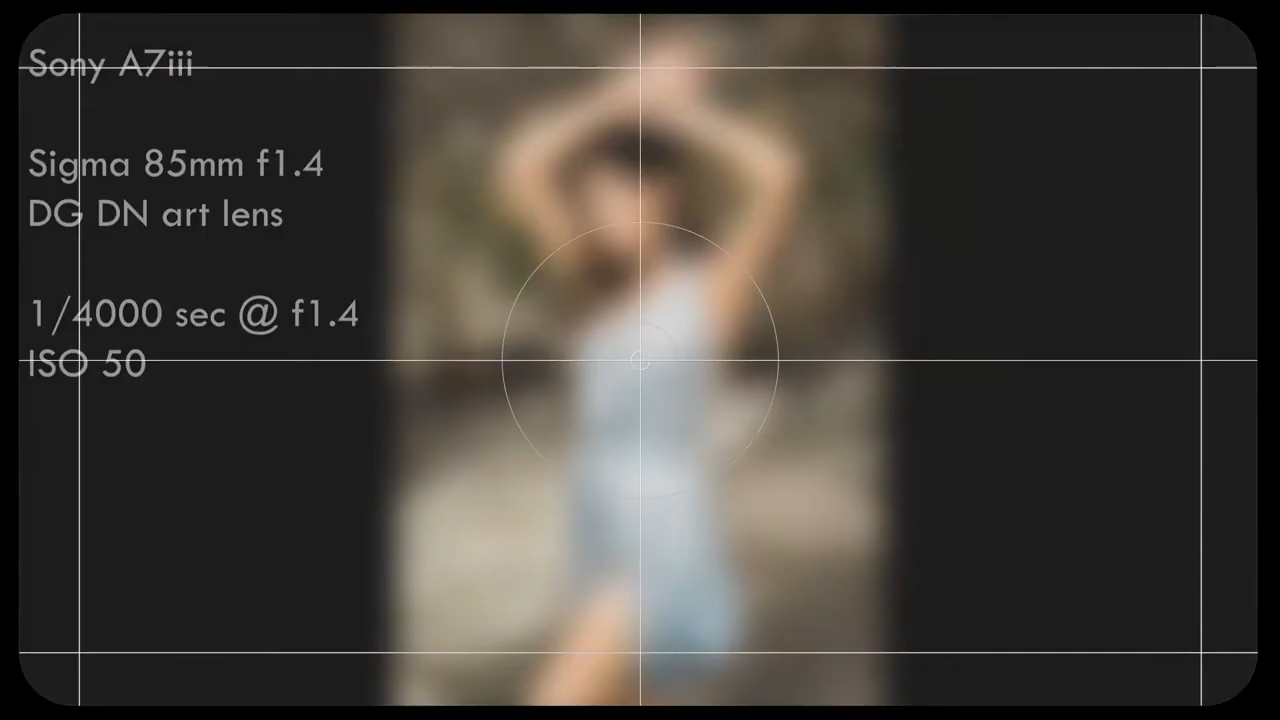 Sony A7iii
Sigma 85mm f1.4
DG DN art lens
1/4000 sec @ f1.4
ISO 50